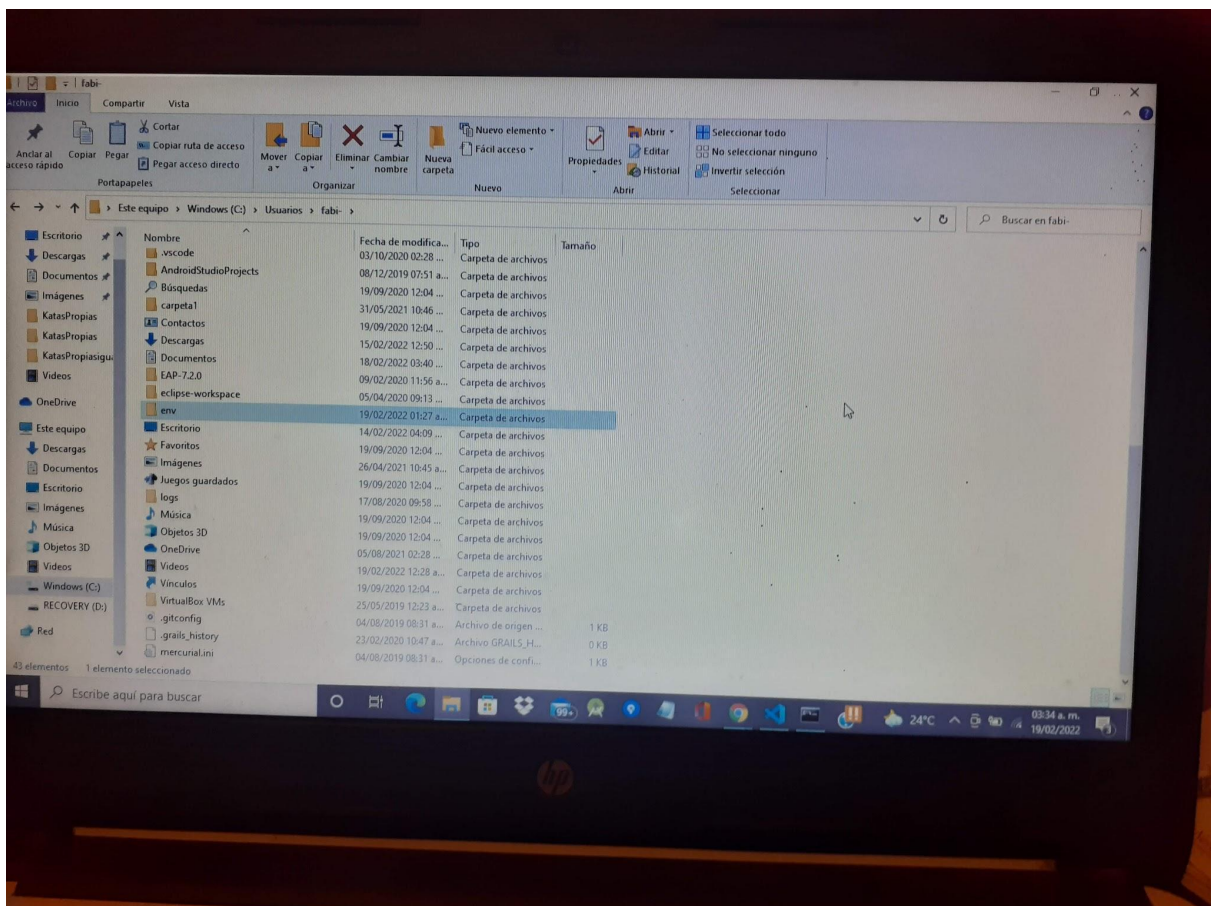 fabi-
Archivo Inicio Compartir Vista
Anclar al acceso rápido
Copiar
Pegar
Cortar
Copiar ruta de acceso
Pegar acceso directo
Portapapeles
Mover a
Copiar a
Eliminar
Cambiar nombre
Organizar
Nueva carpeta
Nuevo elemento
Fácil acceso
Nuevo
Propiedades
Abrir
Editar
Historial
Abrir
Seleccionar todo
No seleccionar ninguno
Invertir selección
Seleccionar
Este equipo > Windows (C:) > Usuarios > fabi- >
Buscar en fabi-
Escritorio
Descargas
Documentos
Imágenes
KatasPropias
KatasPropias
KatasPropiasigu
Videos
OneDrive
Este equipo
Descargas
Documentos
Escritorio
Imágenes
Música
Objetos 3D
Videos
Windows (C:)
RECOVERY (D:)
Red
Nombre Fecha de modifica... Tipo Tamaño
.vscode 03/10/2020 02:28 ... Carpeta de archivos
AndroidStudioProjects 08/12/2019 07:51 a... Carpeta de archivos
Búsquedas 19/09/2020 12:04 ... Carpeta de archivos
carpeta1 31/05/2021 10:46 ... Carpeta de archivos
Contactos 19/09/2020 12:04 ... Carpeta de archivos
Descargas 15/02/2022 12:50 ... Carpeta de archivos
Documentos 18/02/2022 03:40 ... Carpeta de archivos
EAP-7.2.0 09/02/2020 11:56 a... Carpeta de archivos
eclipse-workspace 05/04/2020 09:13 ... Carpeta de archivos
env 19/02/2022 01:27 a... Carpeta de archivos
Escritorio 14/02/2022 04:09 ... Carpeta de archivos
Favoritos 19/09/2020 12:04 ... Carpeta de archivos
Imágenes 26/04/2021 10:45 a... Carpeta de archivos
Juegos guardados 19/09/2020 12:04 ... Carpeta de archivos
logs 17/08/2020 09:58 ... Carpeta de archivos
Música 19/09/2020 12:04 ... Carpeta de archivos
Objetos 3D 19/09/2020 12:04 ... Carpeta de archivos
OneDrive 05/08/2021 02:28 ... Carpeta de archivos
Videos 19/02/2022 12:28 a... Carpeta de archivos
Vínculos 19/09/2020 12:04 ... Carpeta de archivos
VirtualBox VMs 25/05/2019 12:23 a... Carpeta de archivos
.gitconfig 04/08/2019 08:31 a... Archivo de origen ... 1 KB
.grails_history 23/02/2020 10:47 a... Archivo GRAILS_H... 0 KB
mercurial.ini 04/08/2019 08:31 a... Opciones de confi... 1 KB
43 elementos 1 elemento seleccionado
Escribe aquí para buscar
99+
24°C
03:34 a. m.
19/02/2022
hp